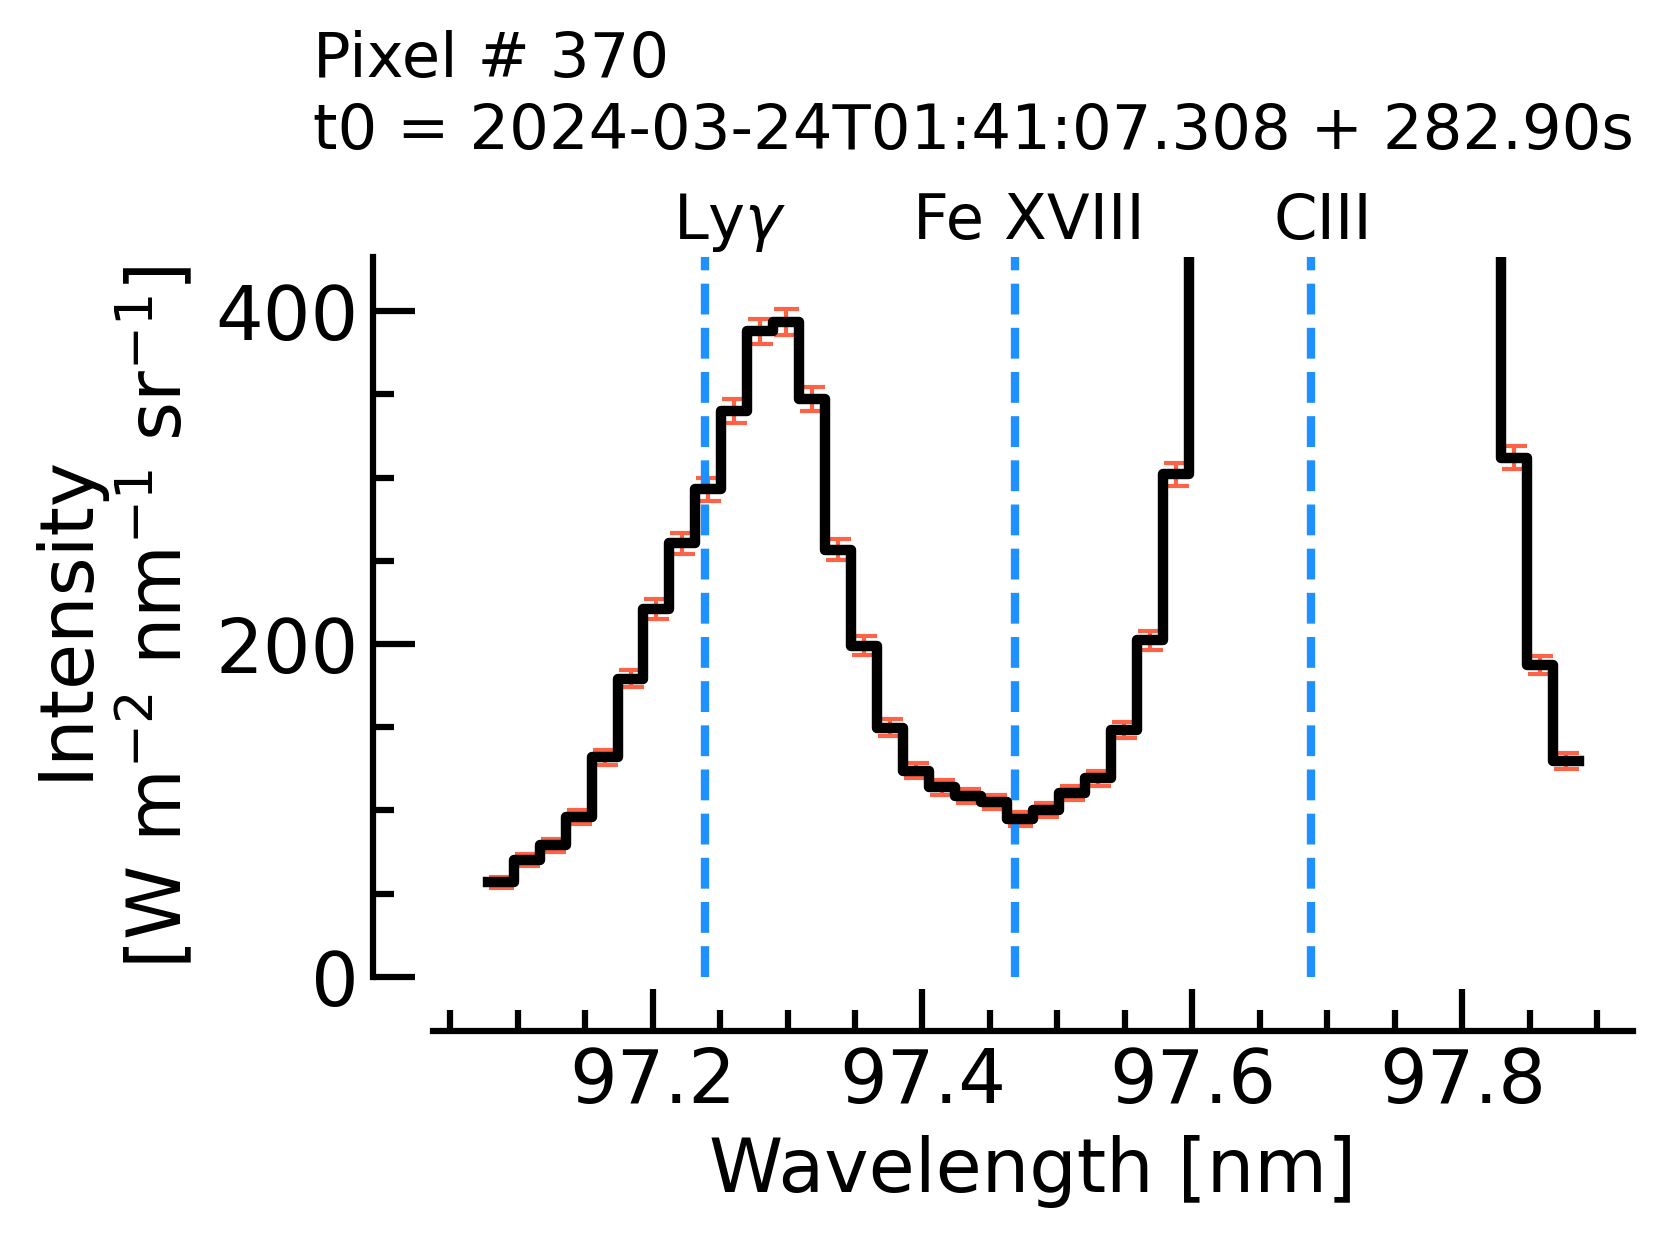 Pixel # 370
t0 = 2024-03-24T01:41:07.308 + 282.90s
Lyγ Fe XVIII CIII
Intensity
[W m⁻² nm⁻¹ sr⁻¹]
400
200
0
97.2 97.4 97.6 97.8
Wavelength [nm]